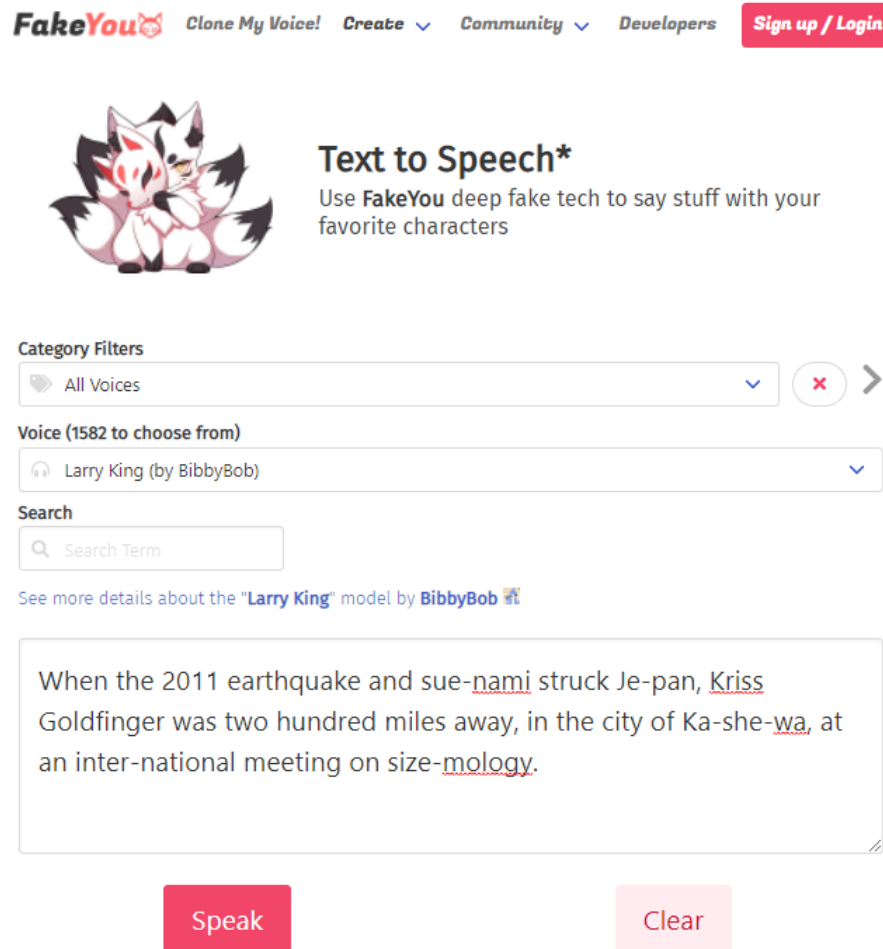 FakeYou Clone My Voice! Create Community Developers Sign up / Login
Text to Speech*
Use FakeYou deep fake tech to say stuff with your
favorite characters
Category Filters
All Voices
Voice (1582 to choose from)
Larry King (by BibbyBob)
Search
Search Term
See more details about the "Larry King" model by BibbyBob
When the 2011 earthquake and sue-nami struck Je-pan, Kriss
Goldfinger was two hundred miles away, in the city of Ka-she-wa, at
an inter-national meeting on size-mology.
Speak Clear